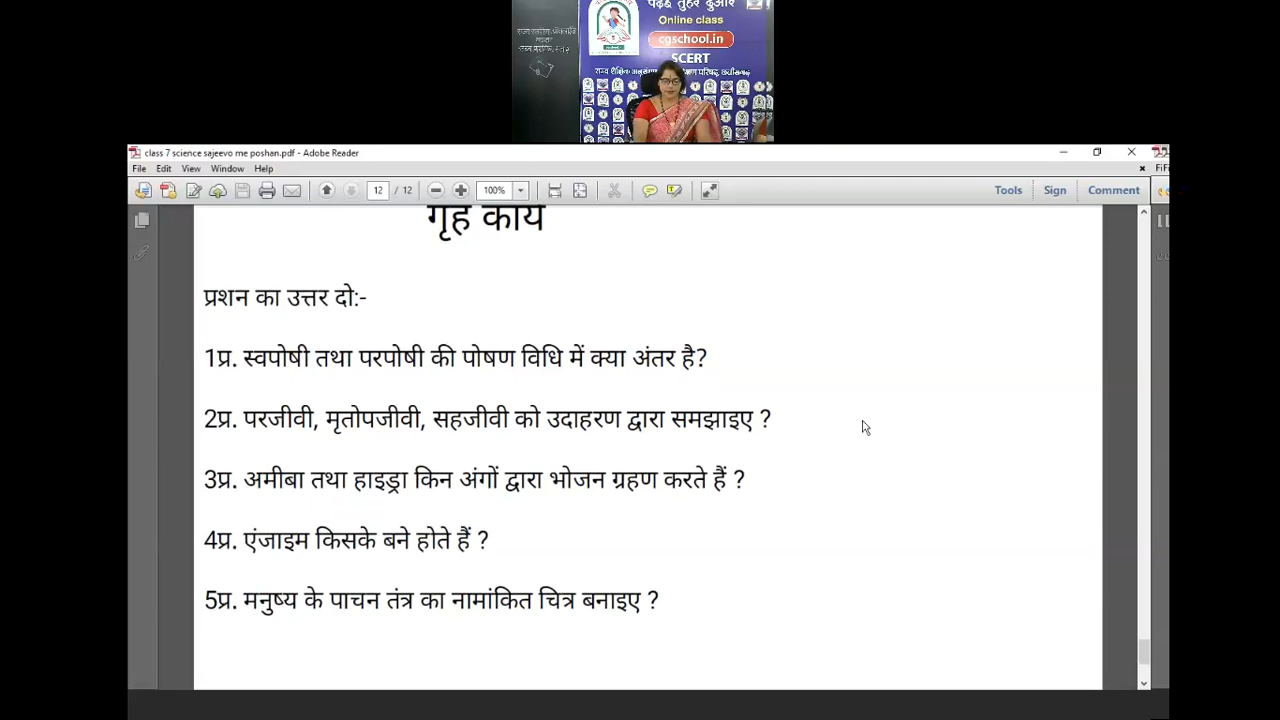 पढ़ई तुंहर दुआर
Online class
cgschool.in
SCERT
class 7 science sajeevo me poshan.pdf - Adobe Reader
File Edit View Window Help
12 / 12 100% Tools Sign Comment
गृह कार्य
प्रशन का उत्तर दो:-
1प्र. स्वपोषी तथा परपोषी की पोषण विधि में क्या अंतर है?
2प्र. परजीवी, मृतोपजीवी, सहजीवी को उदाहरण द्वारा समझाइए ?
3प्र. अमीबा तथा हाइड्रा किन अंगों द्वारा भोजन ग्रहण करते हैं ?
4प्र. एंजाइम किसके बने होते हैं ?
5प्र. मनुष्य के पाचन तंत्र का नामांकित चित्र बनाइए ?